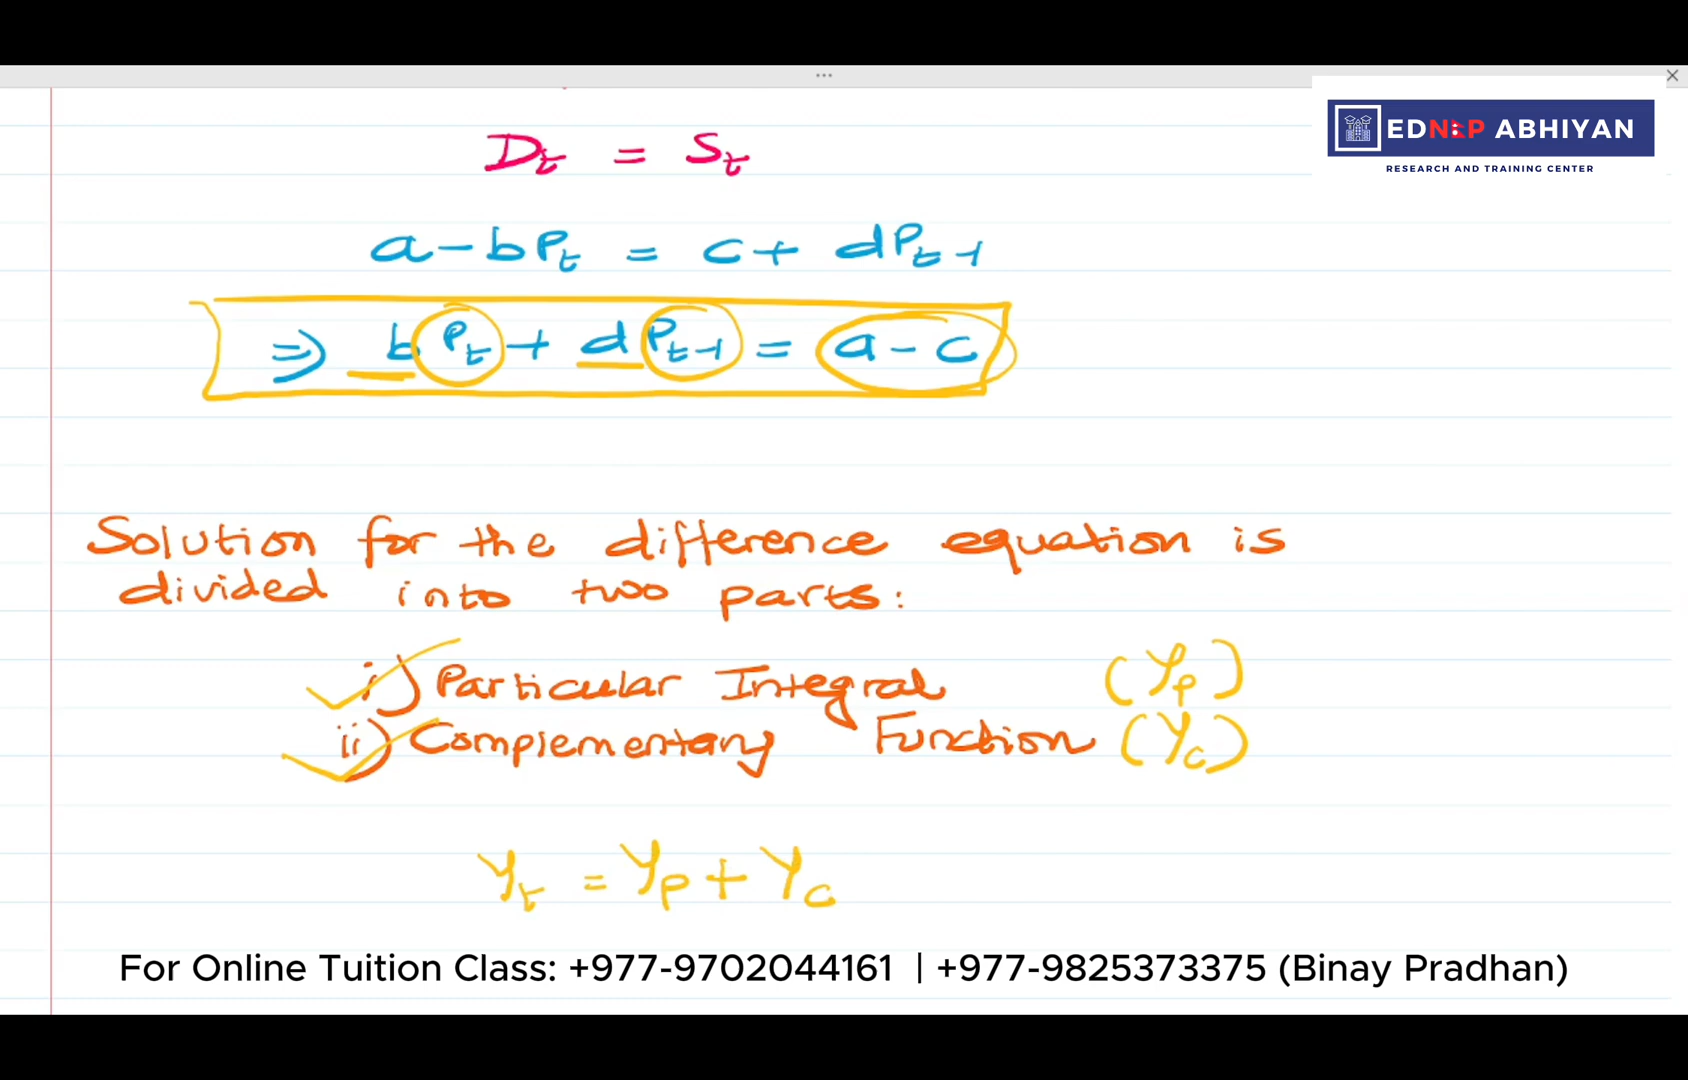 ...
EDNEP ABHIYAN
RESEARCH AND TRAINING CENTER
Dt = St
a - bPt = c + dPt-1
⇒ bPt + dPt-1 = a - c
Solution for the difference equation is
divided into two parts:
i) Particular Integral (Yp)
ii) Complementary Function (Yc)
Yt = Yp + Yc
For Online Tuition Class: +977-9702044161 | +977-9825373375 (Binay Pradhan)